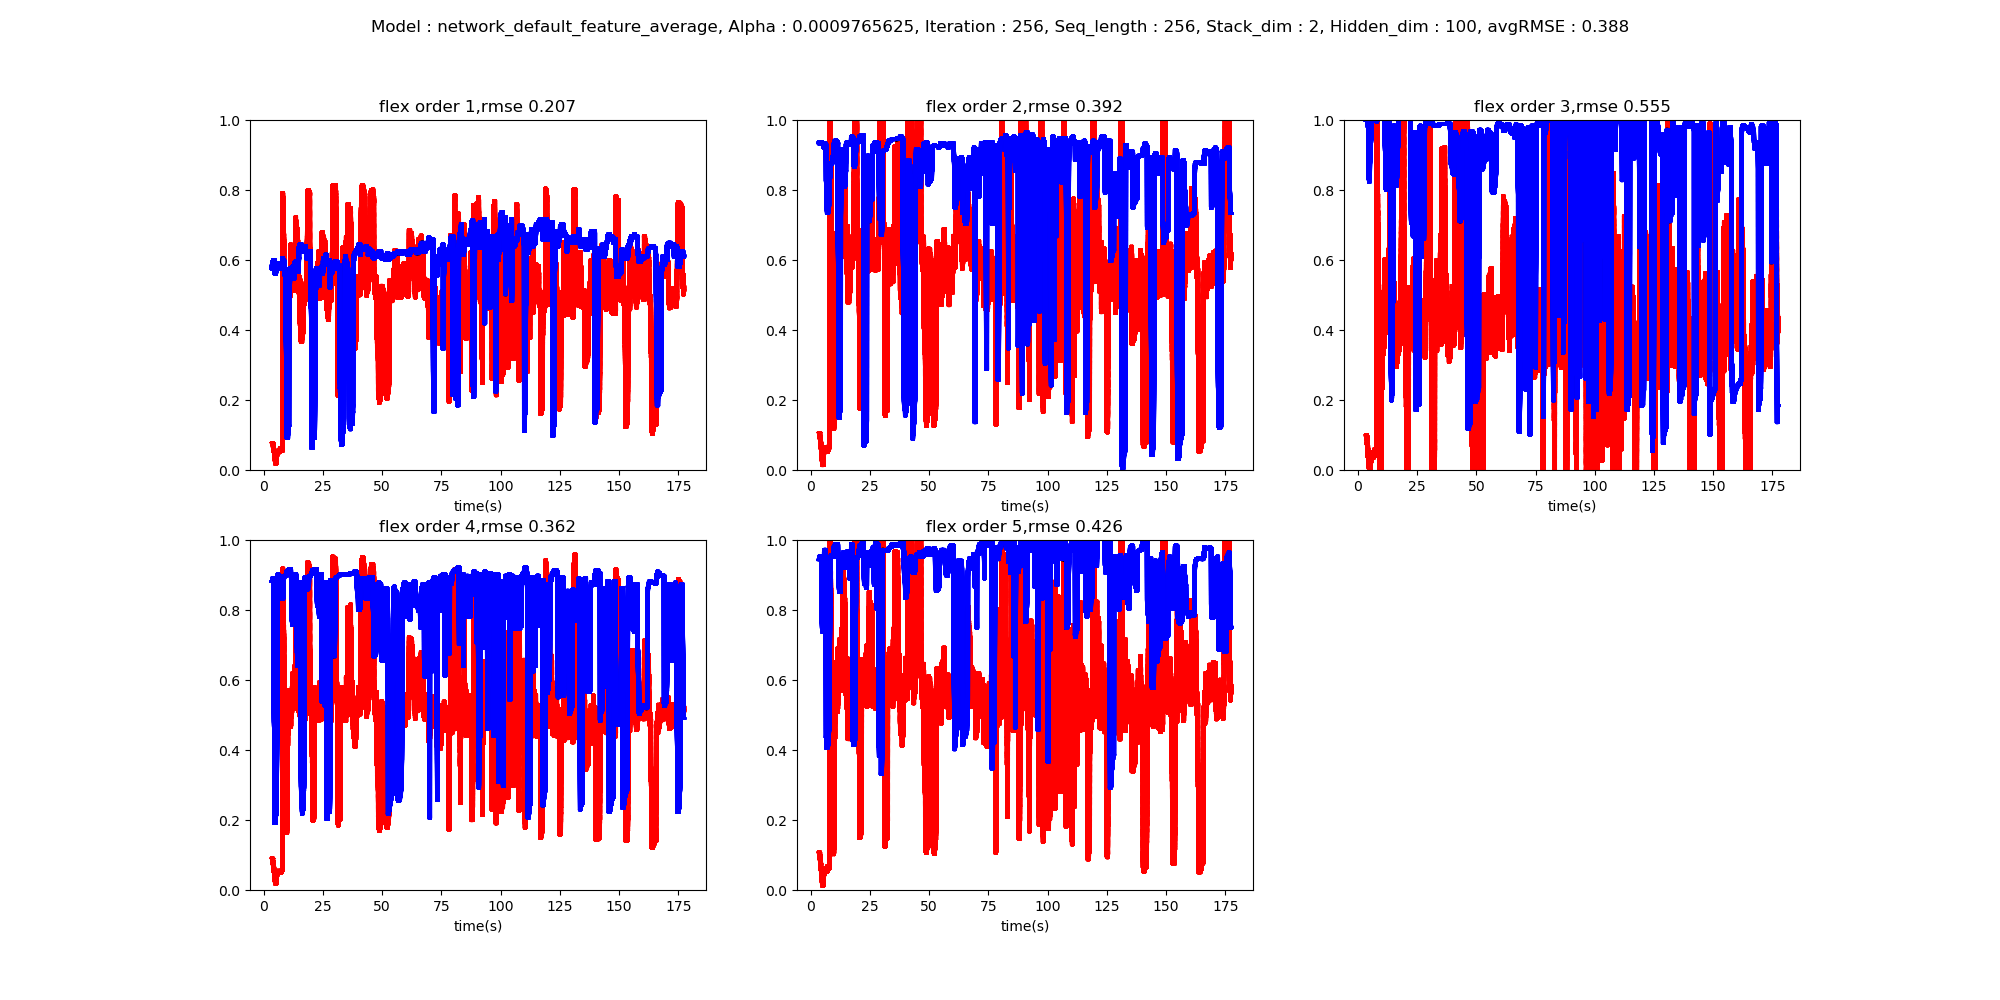 Model : network_default_feature_average, Alpha : 0.0009765625, Iteration : 256, Seq_length : 256, Stack_dim : 2, Hidden_dim : 100, avgRMSE : 0.388
flex order 1,rmse 0.207
1.0
0.8
0.6
0.4
0.2
0.0
0 25 50 75 100 125 150 175
time(s)
flex order 2,rmse 0.392
1.0
0.8
0.6
0.4
0.2
0.0
0 25 50 75 100 125 150 175
time(s)
flex order 3,rmse 0.555
1.0
0.8
0.6
0.4
0.2
0.0
0 25 50 75 100 125 150 175
time(s)
flex order 4,rmse 0.362
1.0
0.8
0.6
0.4
0.2
0.0
0 25 50 75 100 125 150 175
time(s)
flex order 5,rmse 0.426
1.0
0.8
0.6
0.4
0.2
0.0
0 25 50 75 100 125 150 175
time(s)